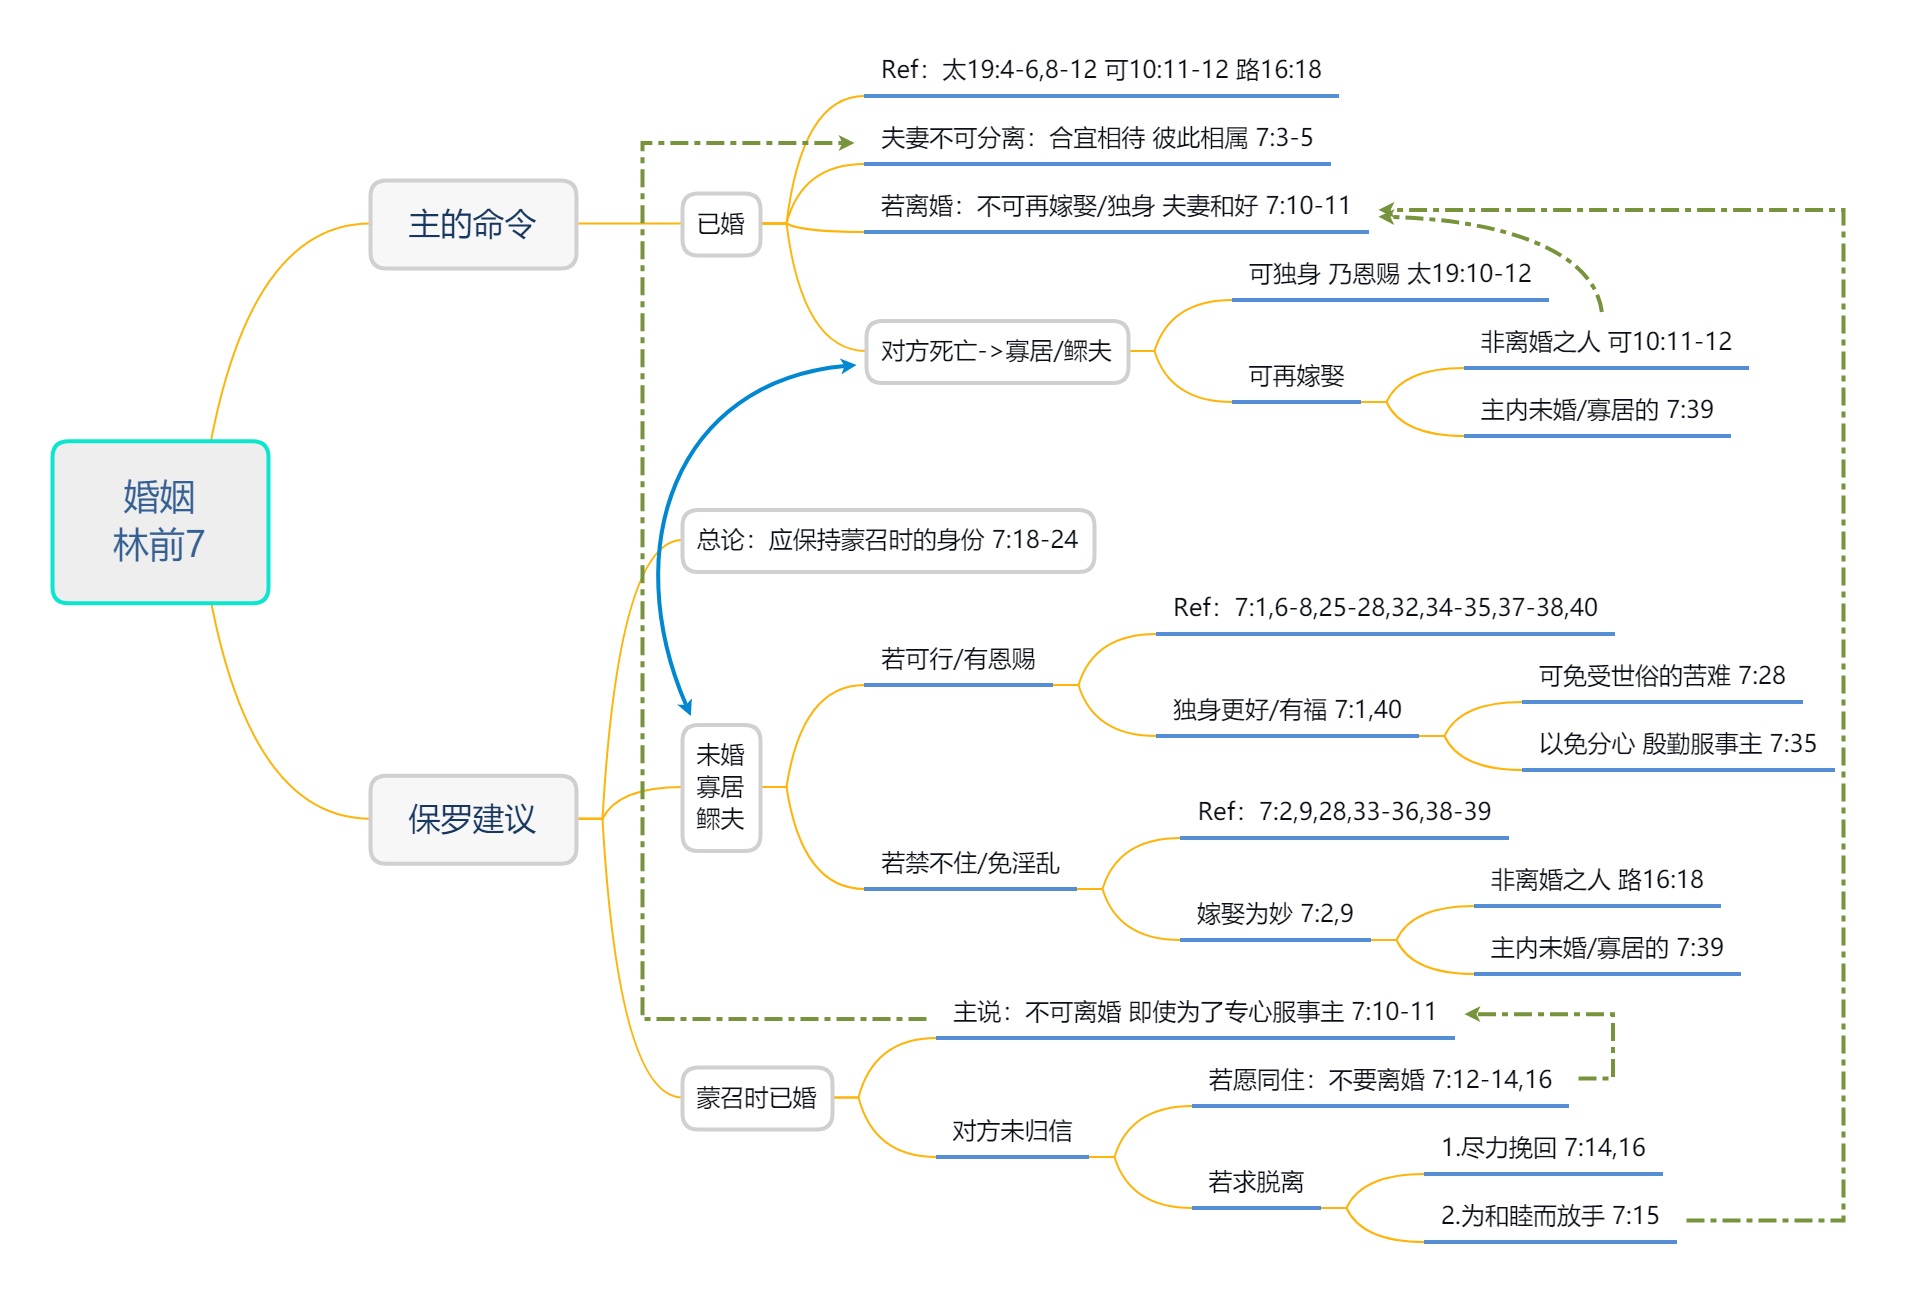 婚姻
林前7
主的命令
已婚
Ref：太19:4-6,8-12 可10:11-12 路16:18
夫妻不可分离：合宜相待 彼此相属 7:3-5
若离婚：不可再嫁娶/独身 夫妻和好 7:10-11
对方死亡->寡居/鳏夫
可独身 乃恩赐 太19:10-12
可再嫁娶
非离婚之人 可10:11-12
主内未婚/寡居的 7:39
保罗建议
总论：应保持蒙召时的身份 7:18-24
未婚
寡居
鳏夫
若可行/有恩赐
Ref：7:1,6-8,25-28,32,34-35,37-38,40
独身更好/有福 7:1,40
可免受世俗的苦难 7:28
以免分心 殷勤服事主 7:35
若禁不住/免淫乱
Ref：7:2,9,28,33-36,38-39
嫁娶为妙 7:2,9
非离婚之人 路16:18
主内未婚/寡居的 7:39
蒙召时已婚
主说：不可离婚 即使为了专心服事主 7:10-11
对方未归信
若愿同住：不要离婚 7:12-14,16
若求脱离
1.尽力挽回 7:14,16
2.为和睦而放手 7:15